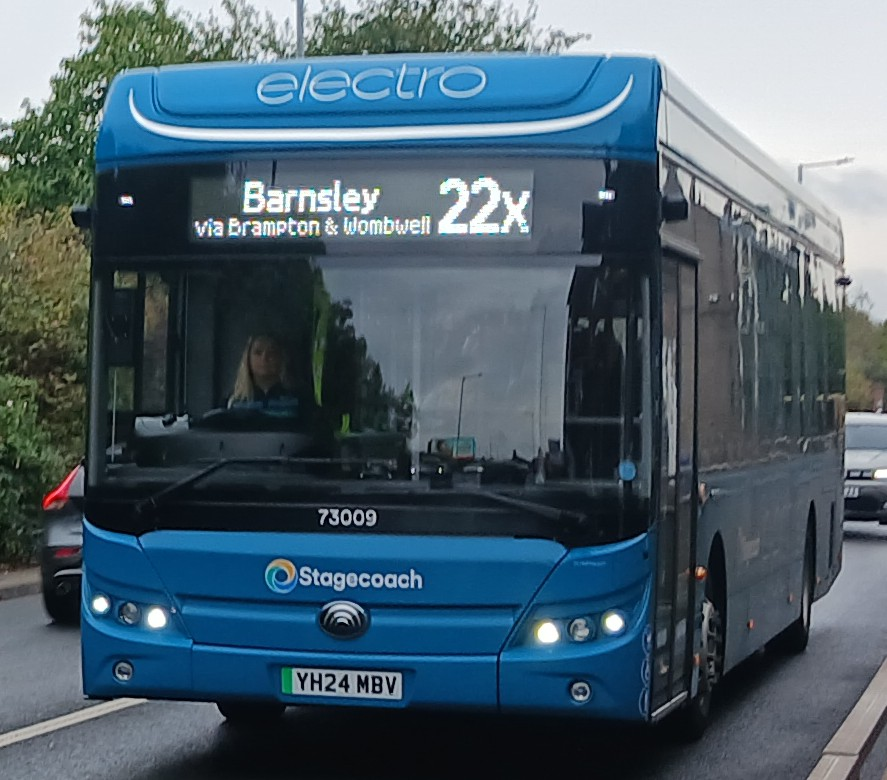 electro
Barnsley
via Brampton & Wombwell
22x
73009
Stagecoach
YH24 MBV